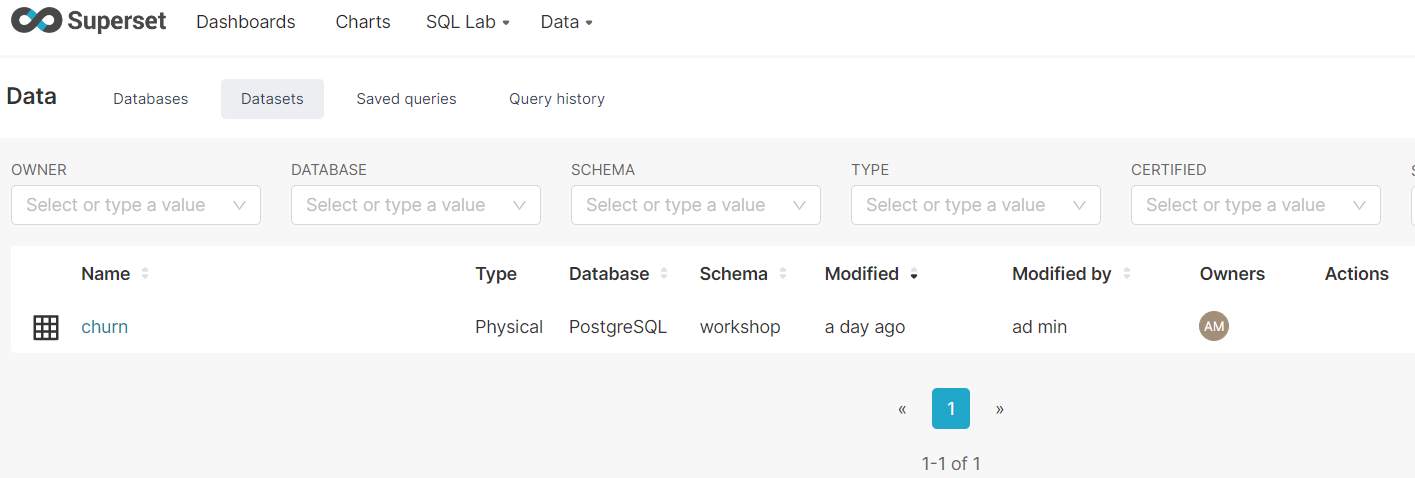 Superset Dashboards Charts SQL Lab Data
Data Databases Datasets Saved queries Query history
OWNER DATABASE SCHEMA TYPE CERTIFIED
Select or type a value Select or type a value Select or type a value Select or type a value Select or type a value
Name Type Database Schema Modified Modified by Owners Actions
churn Physical PostgreSQL workshop a day ago ad min AM
« 1 »
1-1 of 1